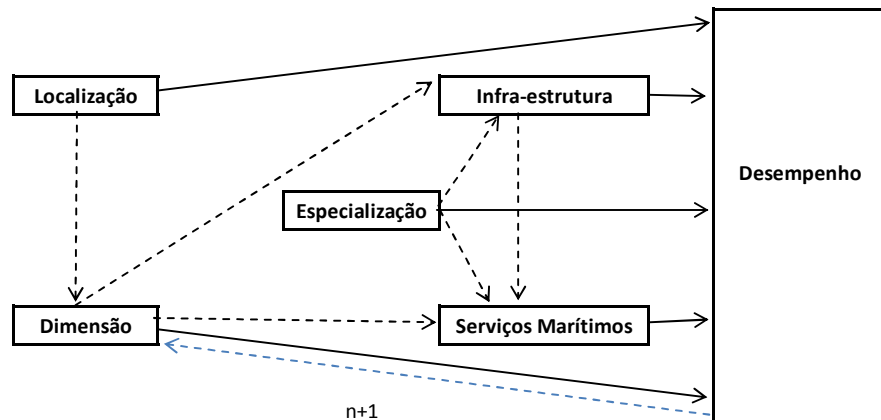 Localização
Infra-estrutura
Desempenho
Especialização
Dimensão
Serviços Marítimos
n+1